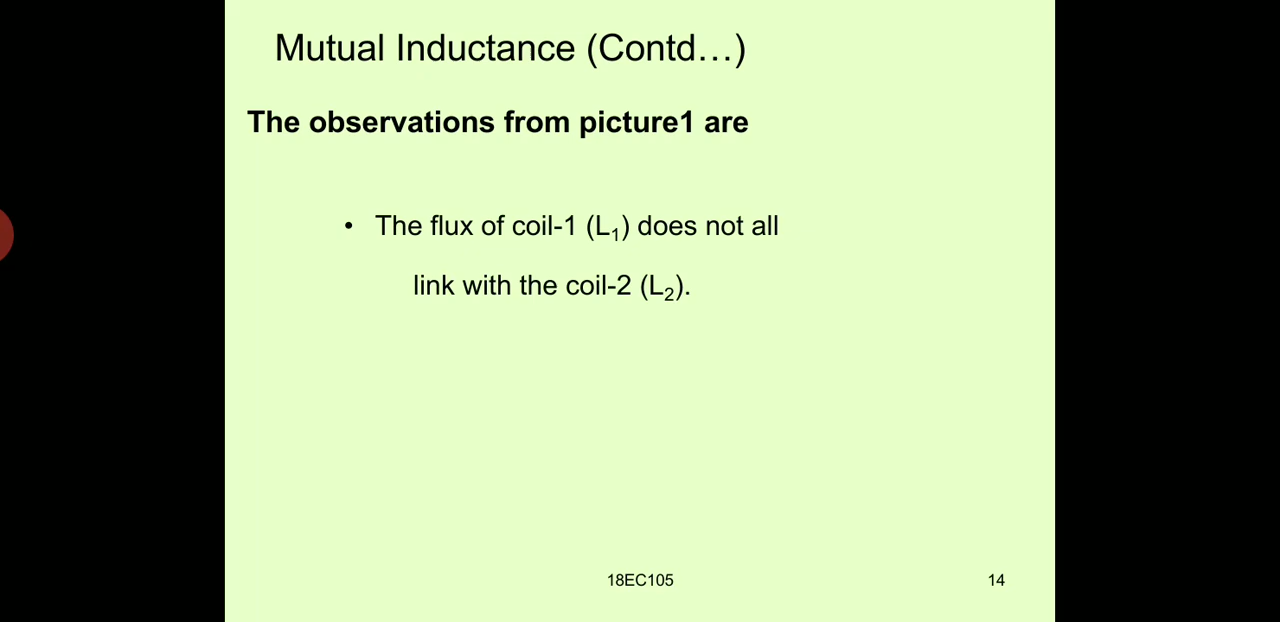 Mutual Inductance (Contd…)
The observations from picture1 are
• The flux of coil-1 (L₁) does not all
link with the coil-2 (L₂).
18EC105
14